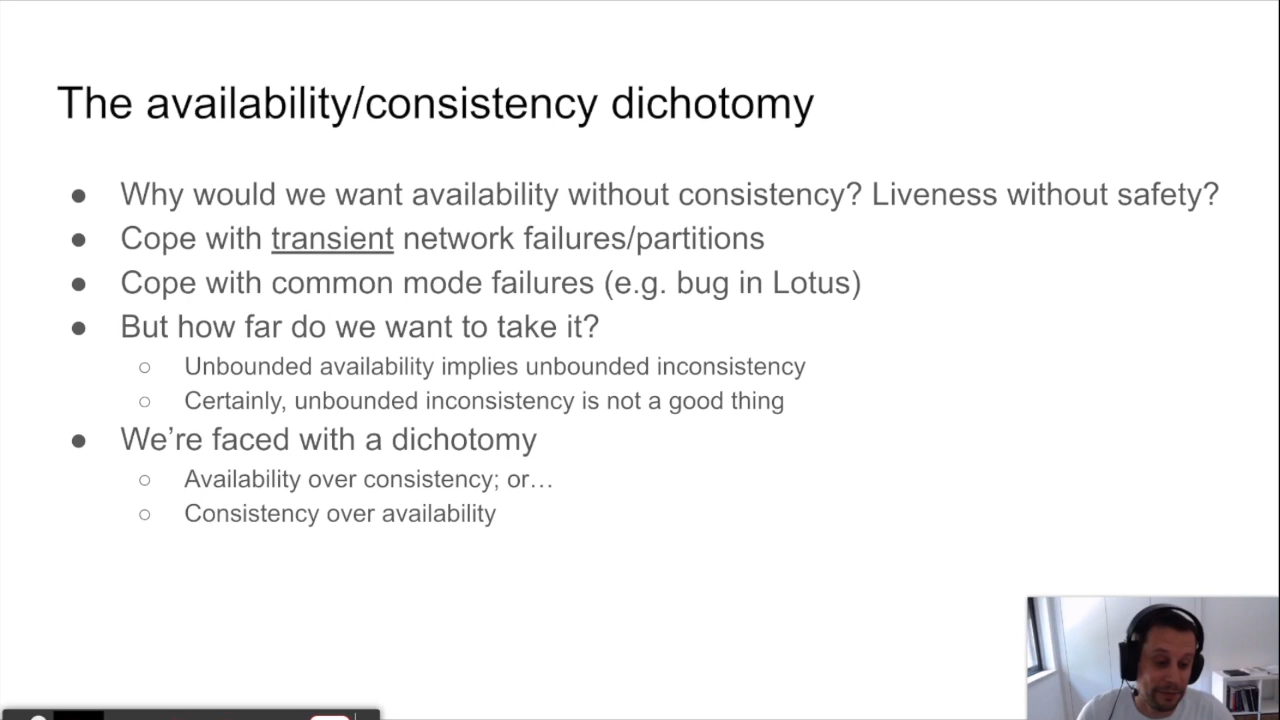 The availability/consistency dichotomy
● Why would we want availability without consistency? Liveness without safety?
● Cope with transient network failures/partitions
● Cope with common mode failures (e.g. bug in Lotus)
● But how far do we want to take it?
○ Unbounded availability implies unbounded inconsistency
○ Certainly, unbounded inconsistency is not a good thing
● We’re faced with a dichotomy
○ Availability over consistency; or…
○ Consistency over availability